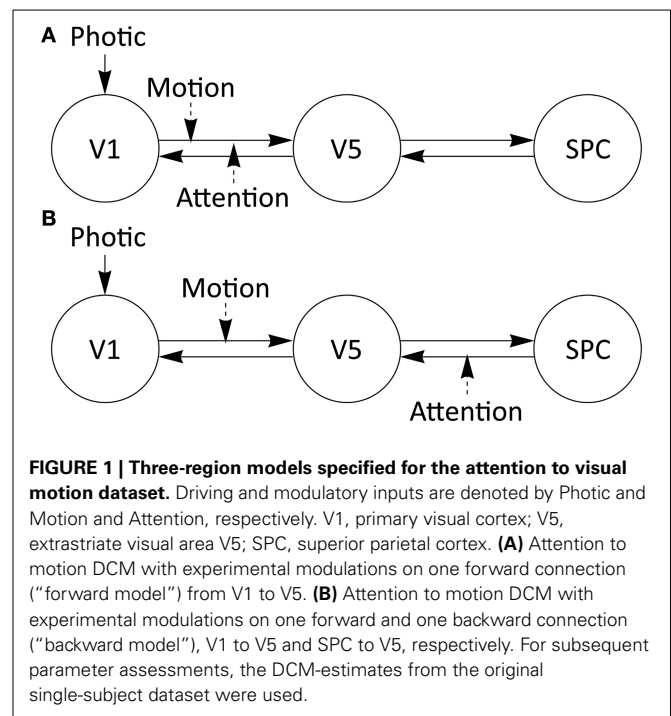 A Photic
Motion
V1 V5 SPC
Attention
B
Photic
Motion
V1 V5 SPC
Attention
FIGURE 1 | Three-region models specified for the attention to visual
motion dataset. Driving and modulatory inputs are denoted by Photic and
Motion and Attention, respectively. V1, primary visual cortex; V5,
extrastriate visual area V5; SPC, superior parietal cortex. (A) Attention to
motion DCM with experimental modulations on one forward connection
(“forward model”) from V1 to V5. (B) Attention to motion DCM with
experimental modulations on one forward and one backward connection
(“backward model”), V1 to V5 and SPC to V5, respectively. For subsequent
parameter assessments, the DCM-estimates from the original
single-subject dataset were used.